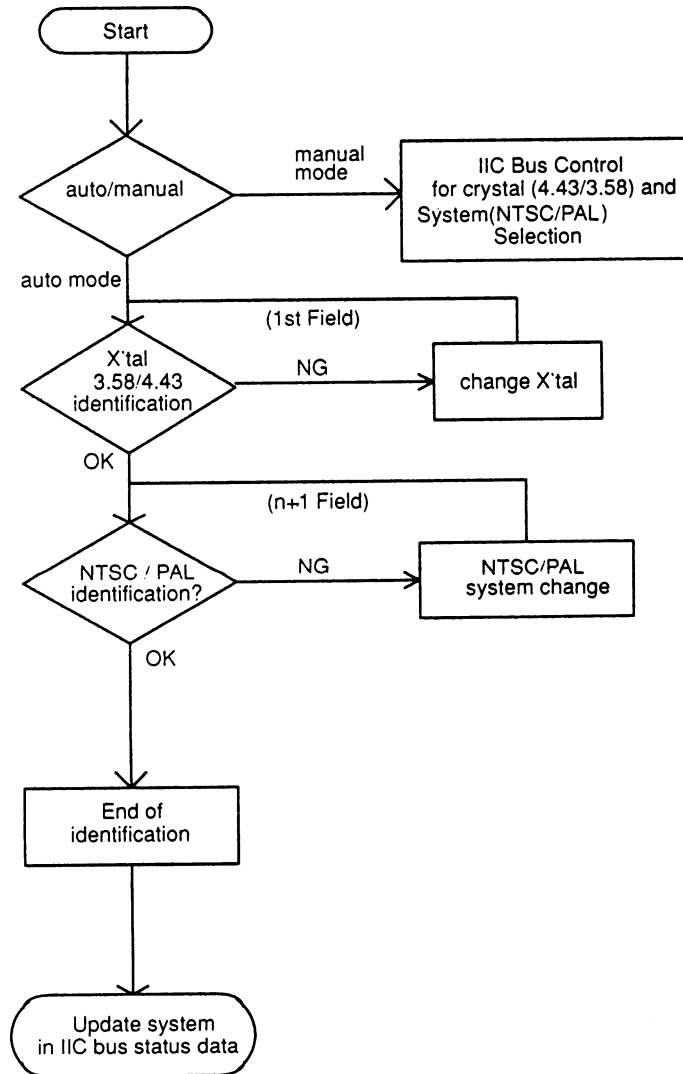 Start
auto/manual
manual
mode
IIC Bus Control
for crystal (4.43/3.58) and
System(NTSC/PAL)
Selection
auto mode
(1st Field)
X'tal
3.58/4.43
identification
NG
change X'tal
OK
(n+1 Field)
NTSC / PAL
identification?
NG
NTSC/PAL
system change
OK
End of
identification
Update system
in IIC bus status data